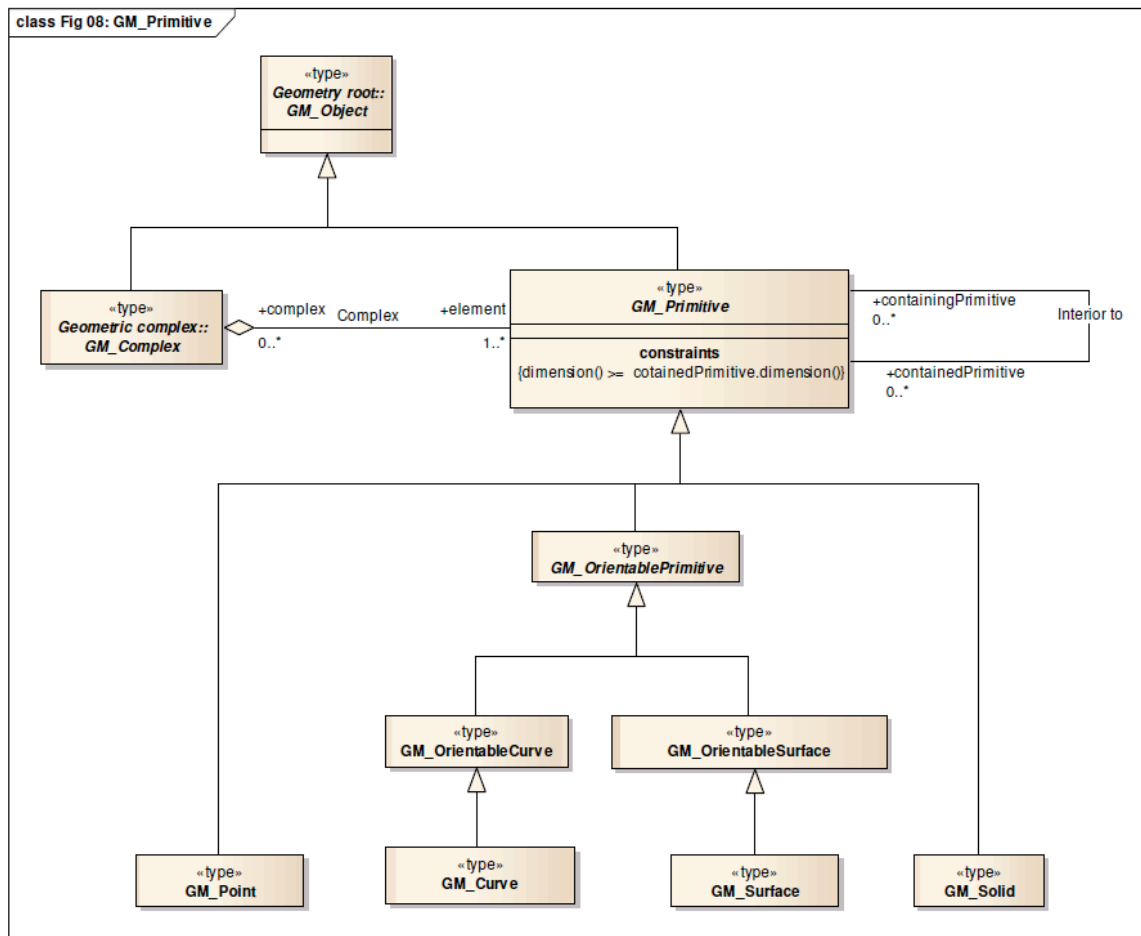 class Fig 08: GM_Primitive
«type»
Geometry root::
GM_Object
«type»
Geometric complex::
GM_Complex
+complex
0..*
Complex
+element
1..*
«type»
GM_Primitive
constraints
{dimension() >= cotainedPrimitive.dimension()}
+containingPrimitive
0..*
Interior to
+containedPrimitive
0..*
«type»
GM_OrientablePrimitive
«type»
GM_OrientableCurve
«type»
GM_OrientableSurface
«type»
GM_Point
«type»
GM_Curve
«type»
GM_Surface
«type»
GM_Solid